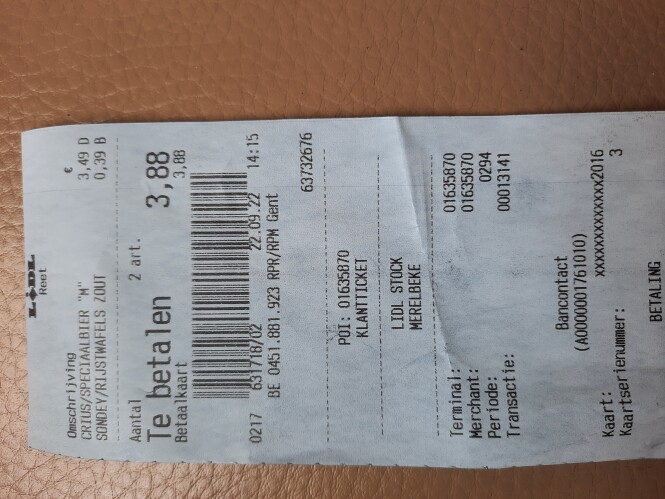 LIDL
Reet
Omschrijving €
CRIUS/SPECIAALBIER "M" 3,49 D
SONDEY/RIJSTWAFELS ZOUT 0,39 B
Aantal 2 art.
Te betalen 3,88
Betaalkaart 3,88
0217 631718/02 22.09.22 14:15
BE 0451.881.923 RPR/RPM Gent
63732676
POI: 01635870
KLANTTICKET
LIDL STOCK
MERELBEKE
Terminal: 01635870
Merchant: 01635870
Periode: 0294
Transactie: 00013141
Bancontact
(A0000001761010)
Kaart: xxxxxxxxxxxxxxx2016
Kaartserienummer: 3
BETALING